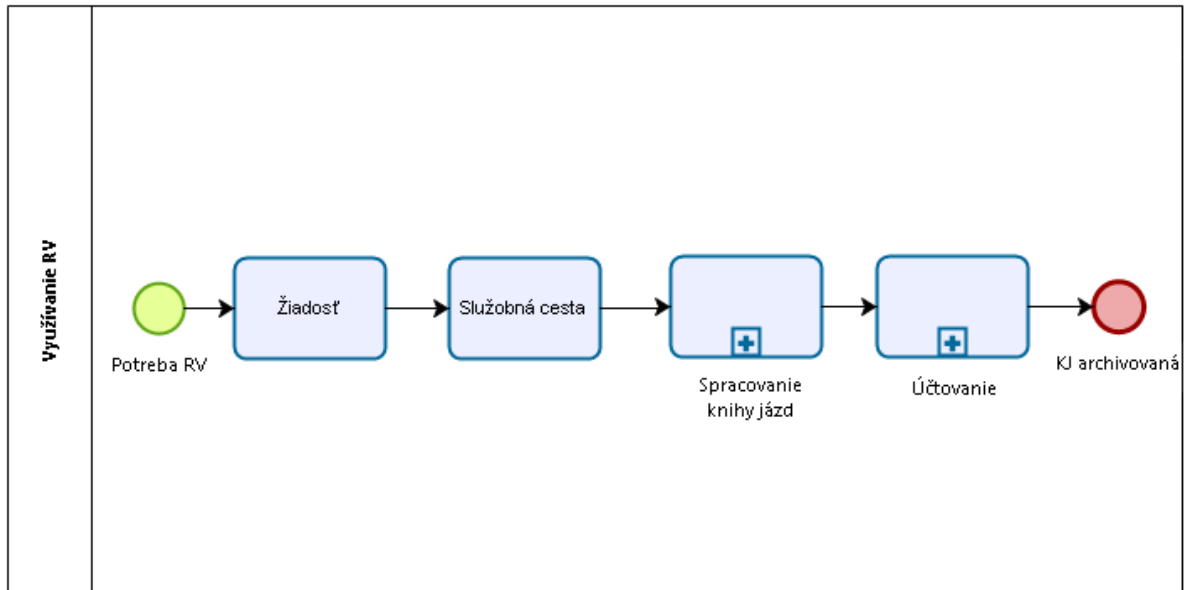 Využívanie RV
Potreba RV
Žiadosť
Služobná cesta
Spracovanie
knihy jázd
Účtovanie
KJ archivovaná